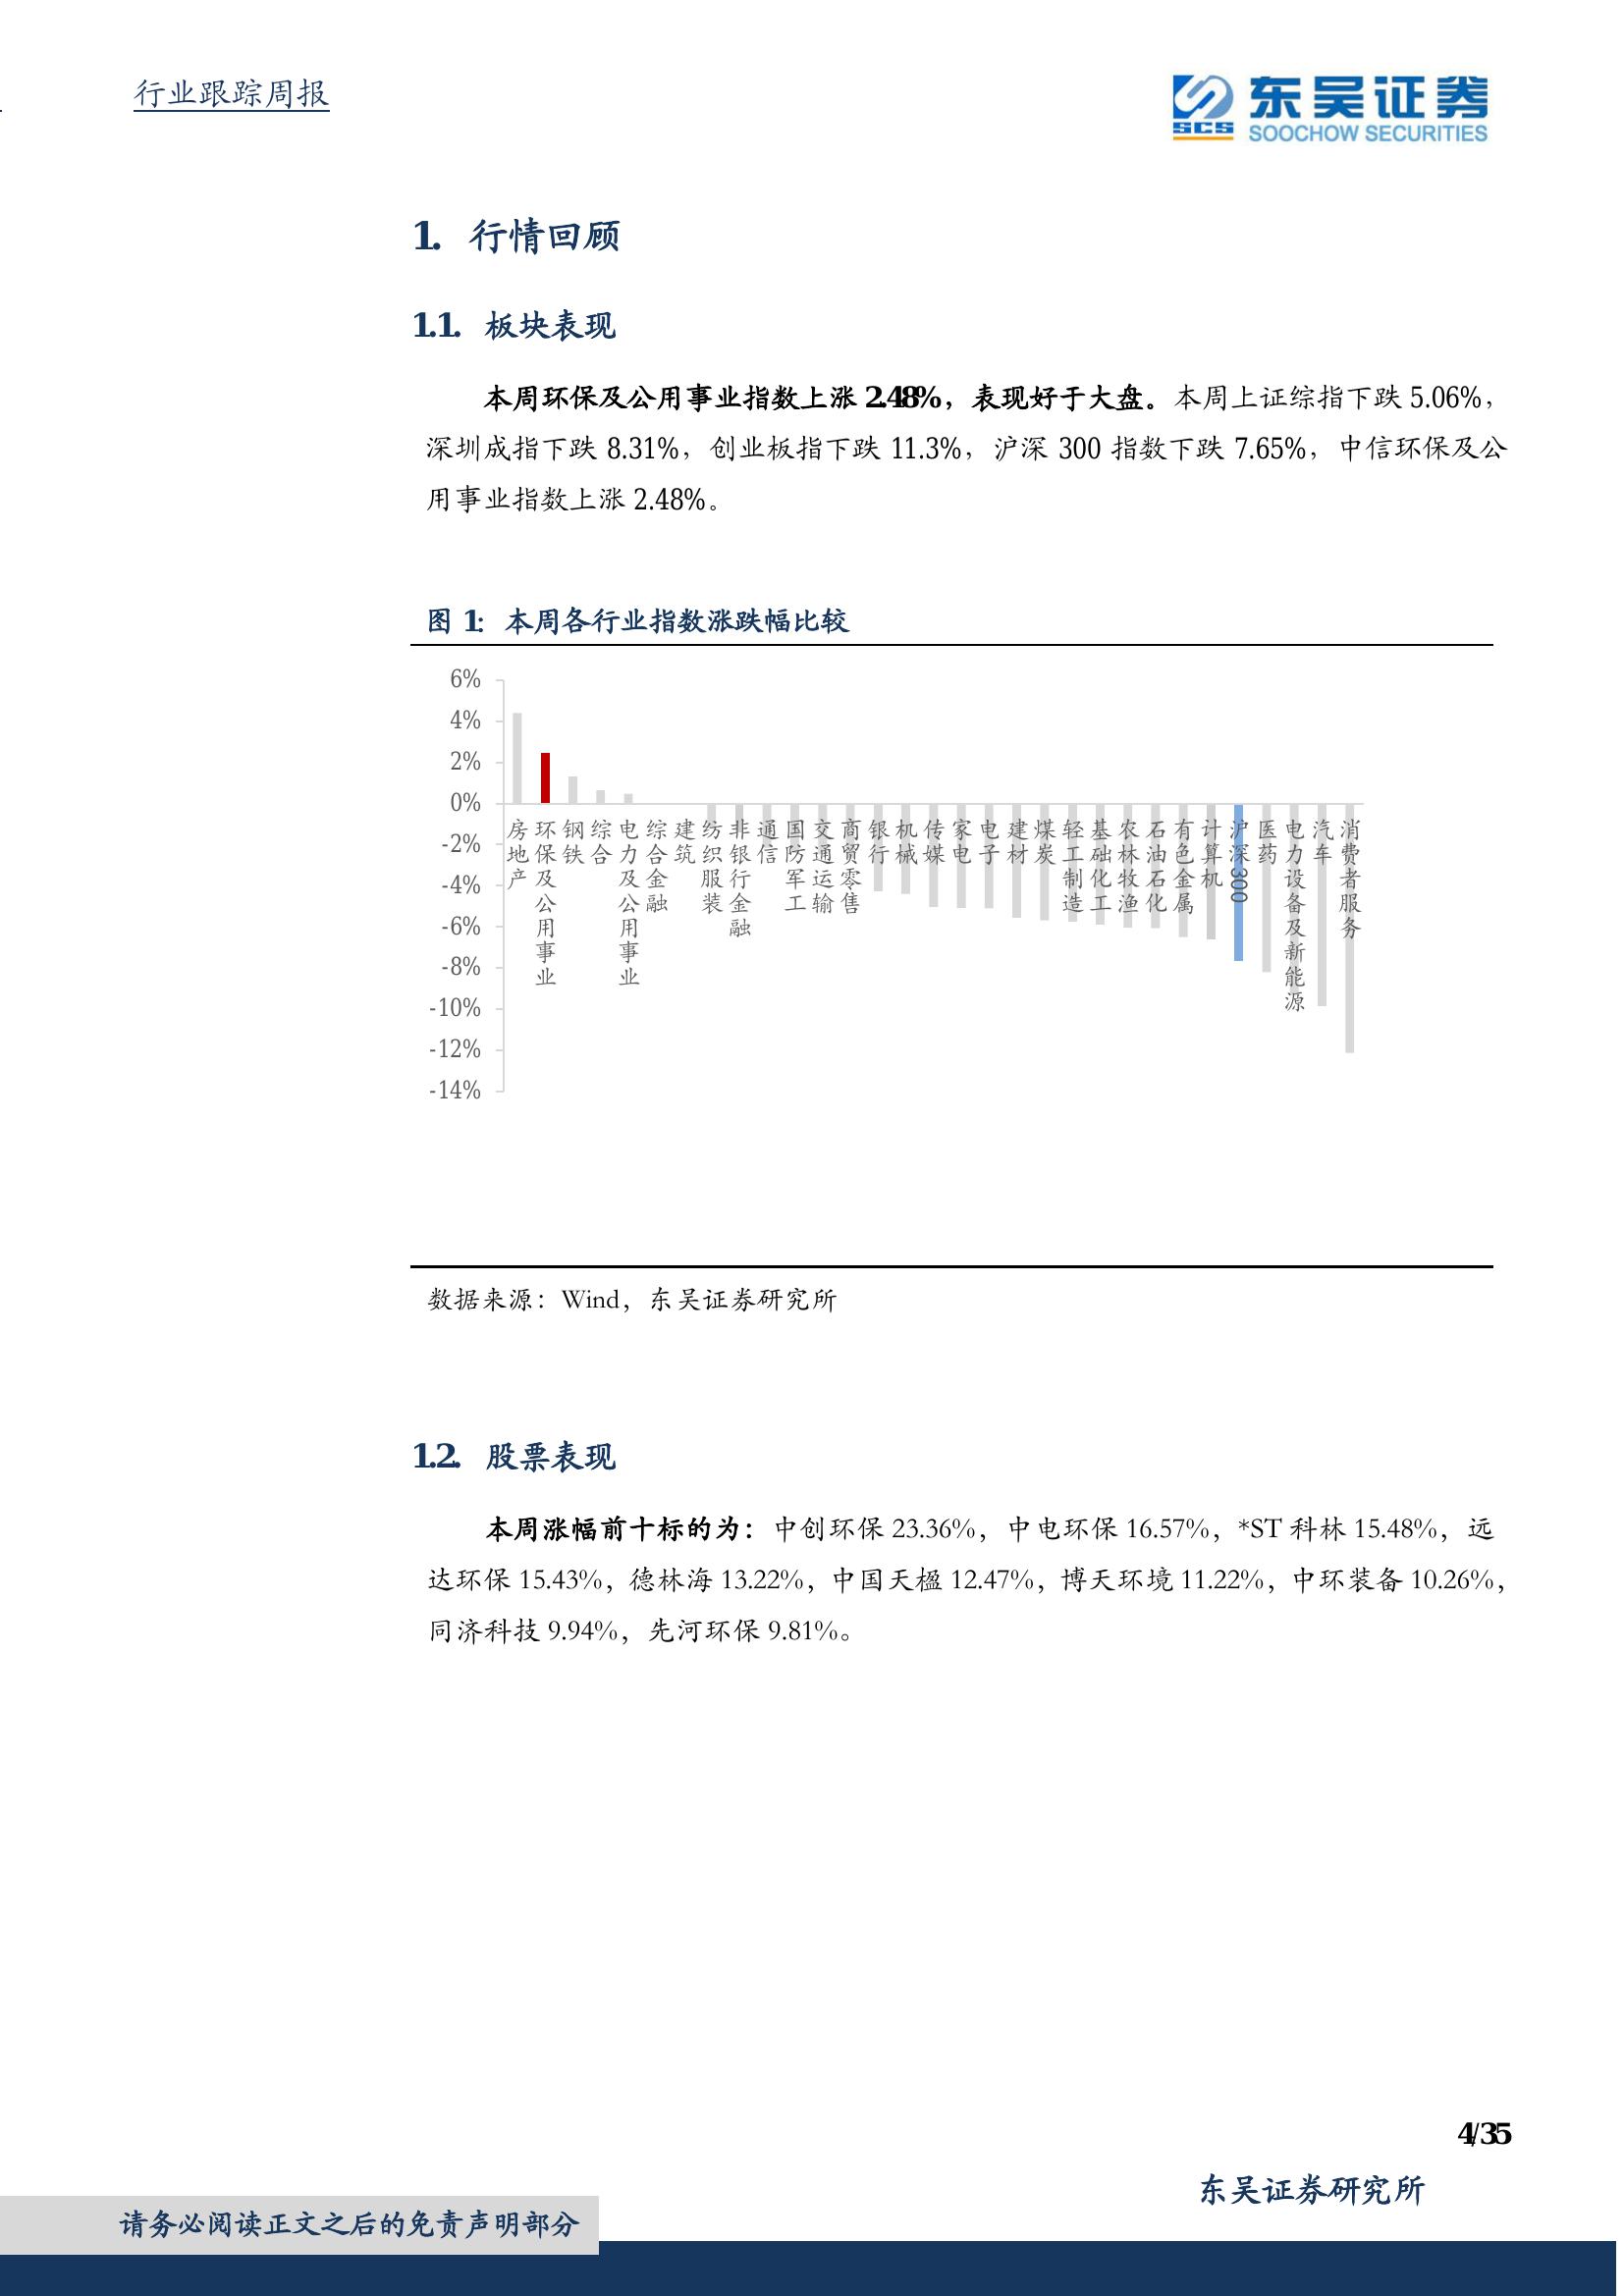 行业跟踪周报
SCS 东吴证券
SOOCHOW SECURITIES
1. 行情回顾
1.1. 板块表现
本周环保及公用事业指数上涨 2.48%，表现好于大盘。本周上证综指下跌 5.06%，
深圳成指下跌 8.31%，创业板指下跌 11.3%，沪深 300 指数下跌 7.65%，中信环保及公
用事业指数上涨 2.48%。
图 1: 本周各行业指数涨跌幅比较
6%
4%
2%
0%
-2%
-4%
-6%
-8%
-10%
-12%
-14%
房地产
环保及公用事业
钢铁
综合
电力及公用事业
综合金融
建筑
纺织服装
非银行金融
通信
国防军工
交通运输
商贸零售
银行
机械
传媒
家电
电子
建材
煤炭
轻工制造
基础化工
农林牧渔
石油石化
有色金属
计算机
沪深300
医药
电力设备及新能源
汽车
消费者服务
数据来源：Wind，东吴证券研究所
1.2. 股票表现
本周涨幅前十标的为：中创环保 23.36%，中电环保 16.57%，*ST 科林 15.48%，远
达环保 15.43%，德林海 13.22%，中国天楹 12.47%，博天环境 11.22%，中环装备 10.26%，
同济科技 9.94%，先河环保 9.81%。
4/35
东吴证券研究所
请务必阅读正文之后的免责声明部分